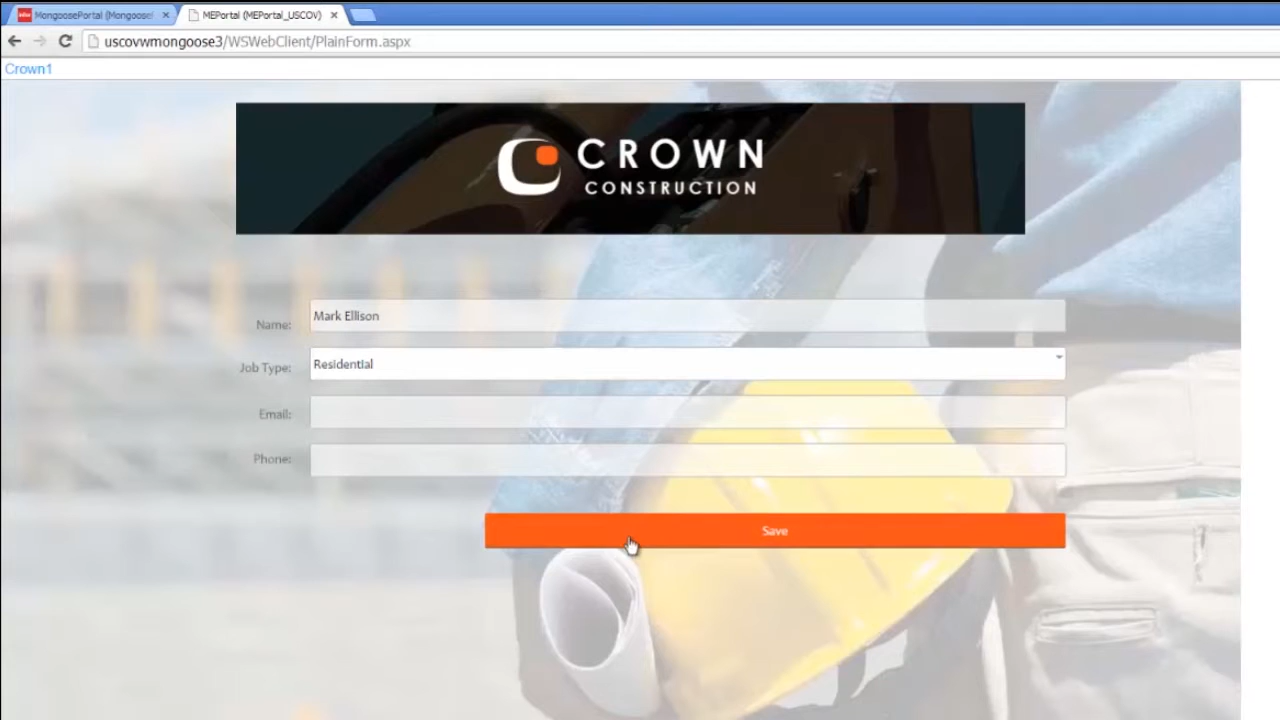 MongoosePortal (Mongoose
MEPortal (MEPortal_USCOV)
uscovwmongoose3/WSWebClient/PlainForm.aspx
Crown1
CROWN
CONSTRUCTION
Name:
Mark Ellison
Job Type:
Residential
Email:
Phone:
Save